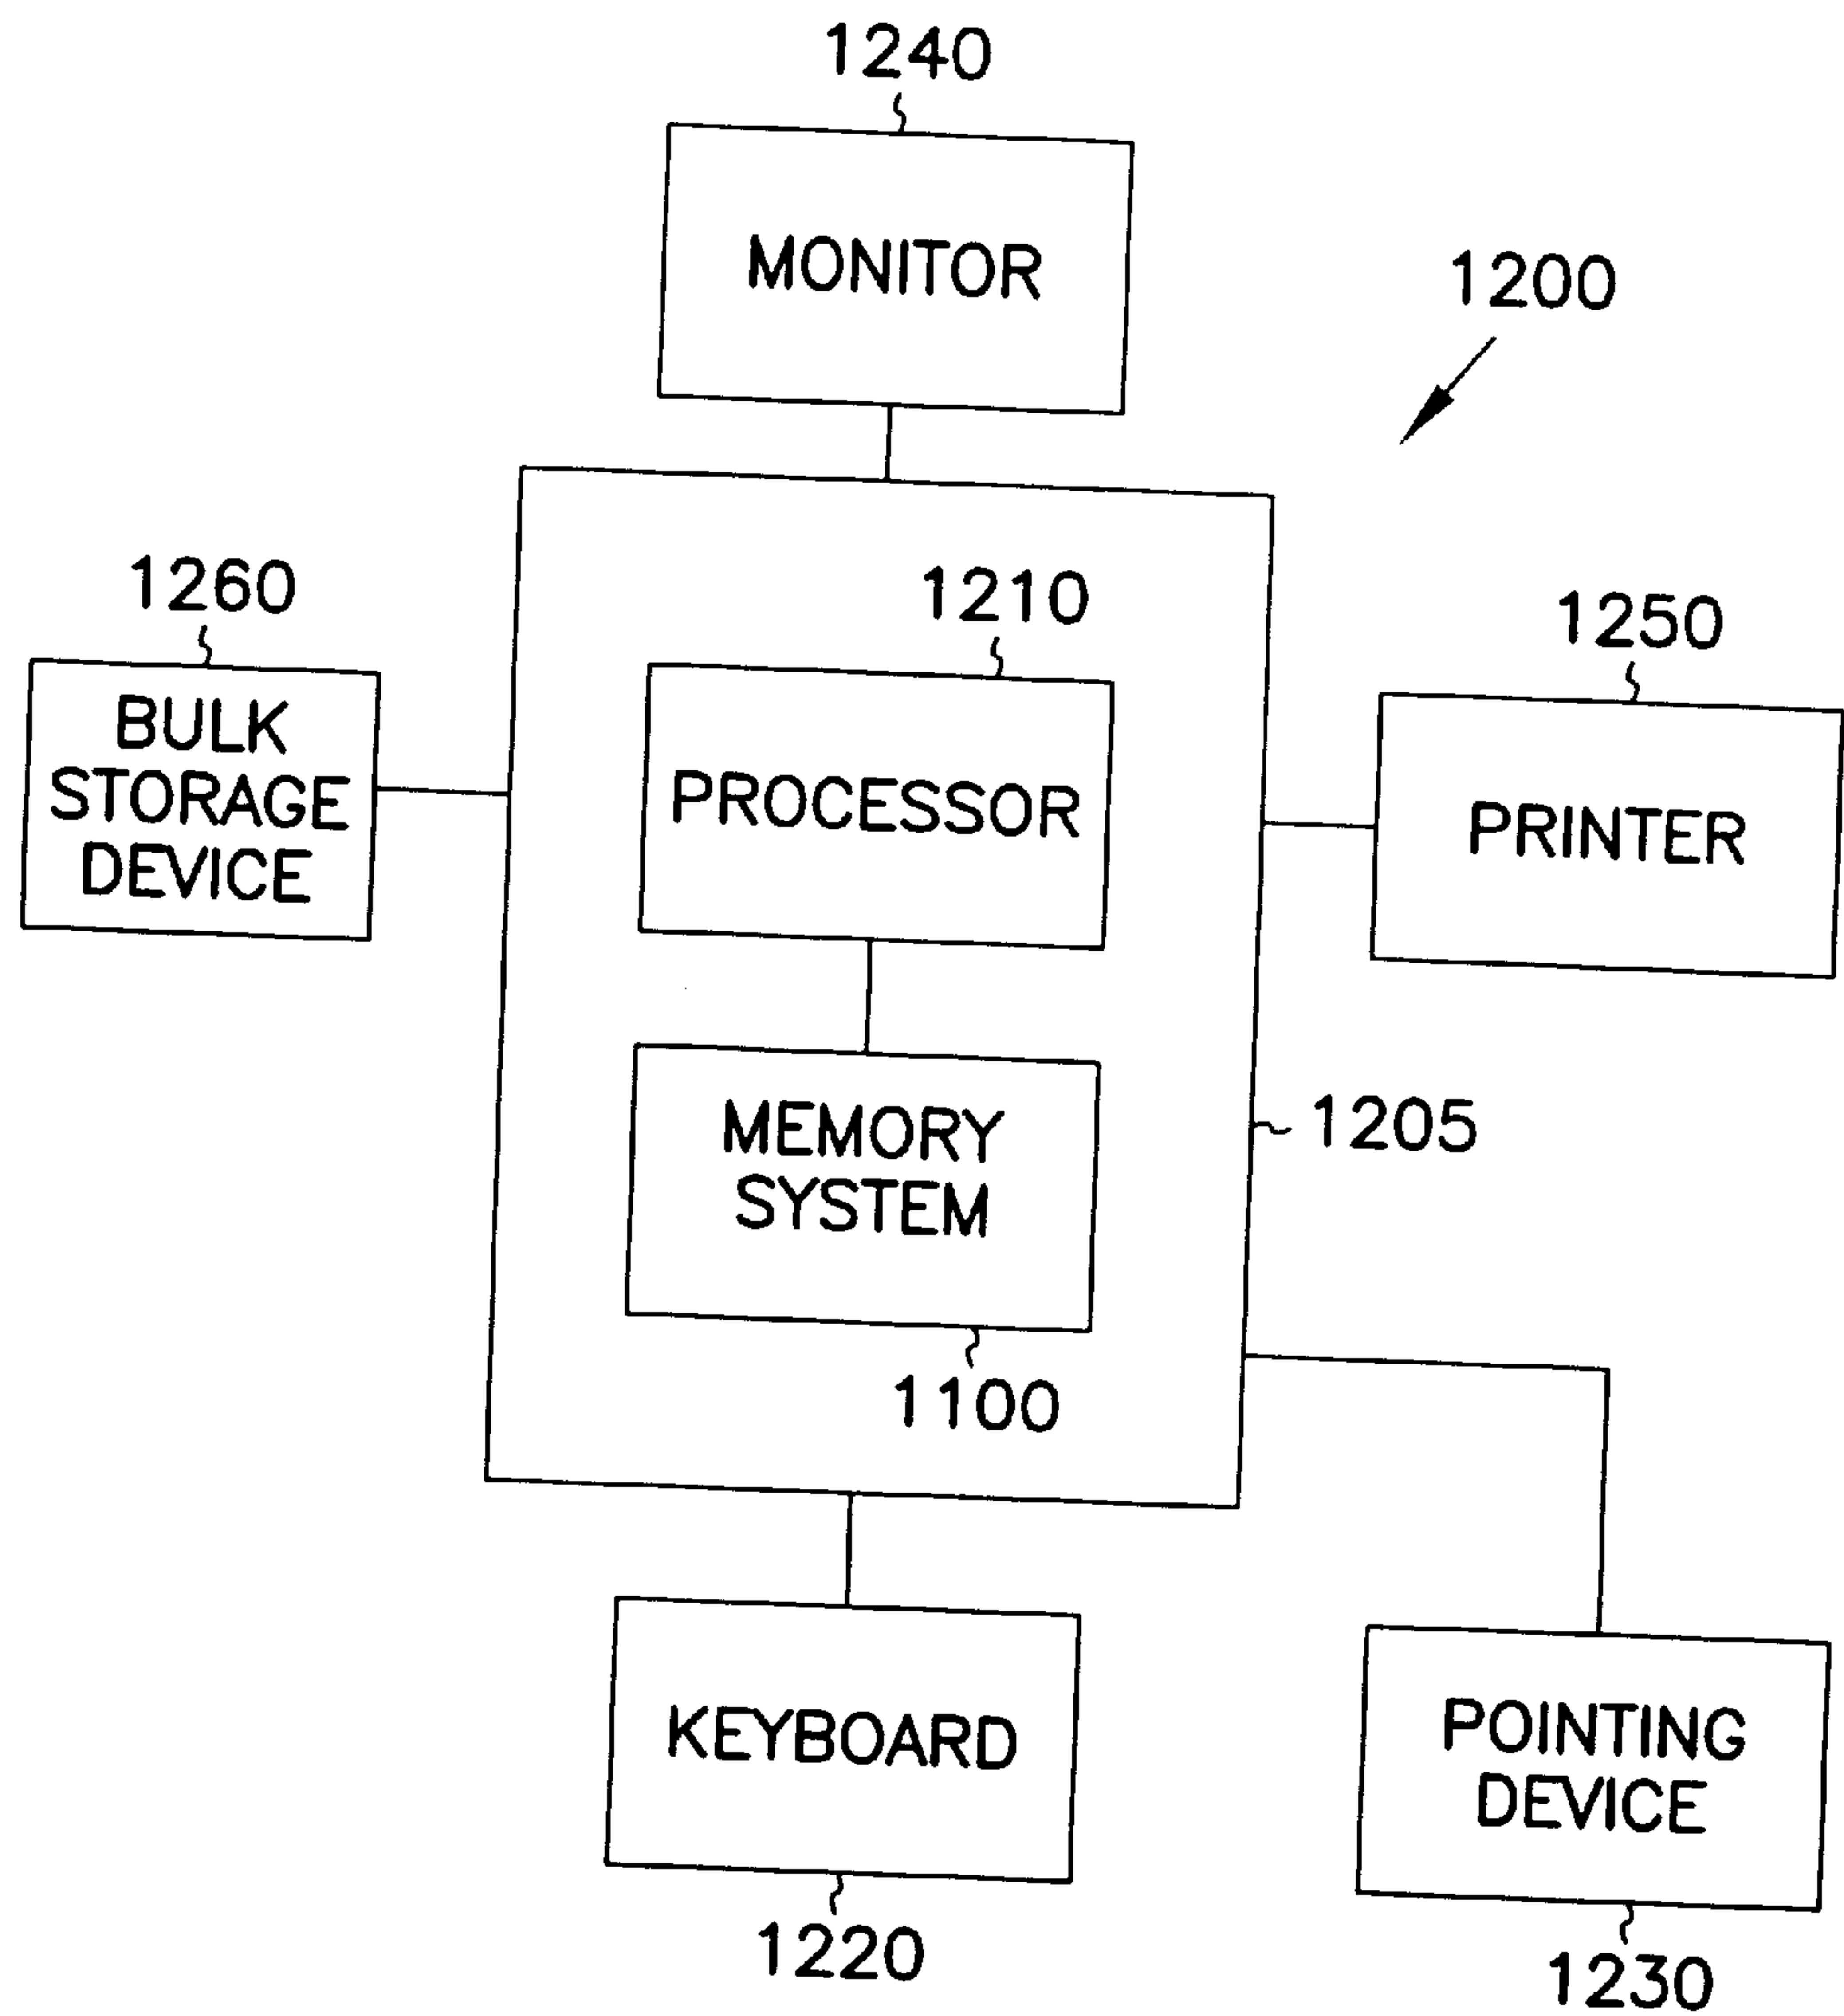 1240
MONITOR
1200
1260
1210
1250
BULK
STORAGE
DEVICE
PROCESSOR
PRINTER
MEMORY
SYSTEM
1205
1100
KEYBOARD
POINTING
DEVICE
1220
1230